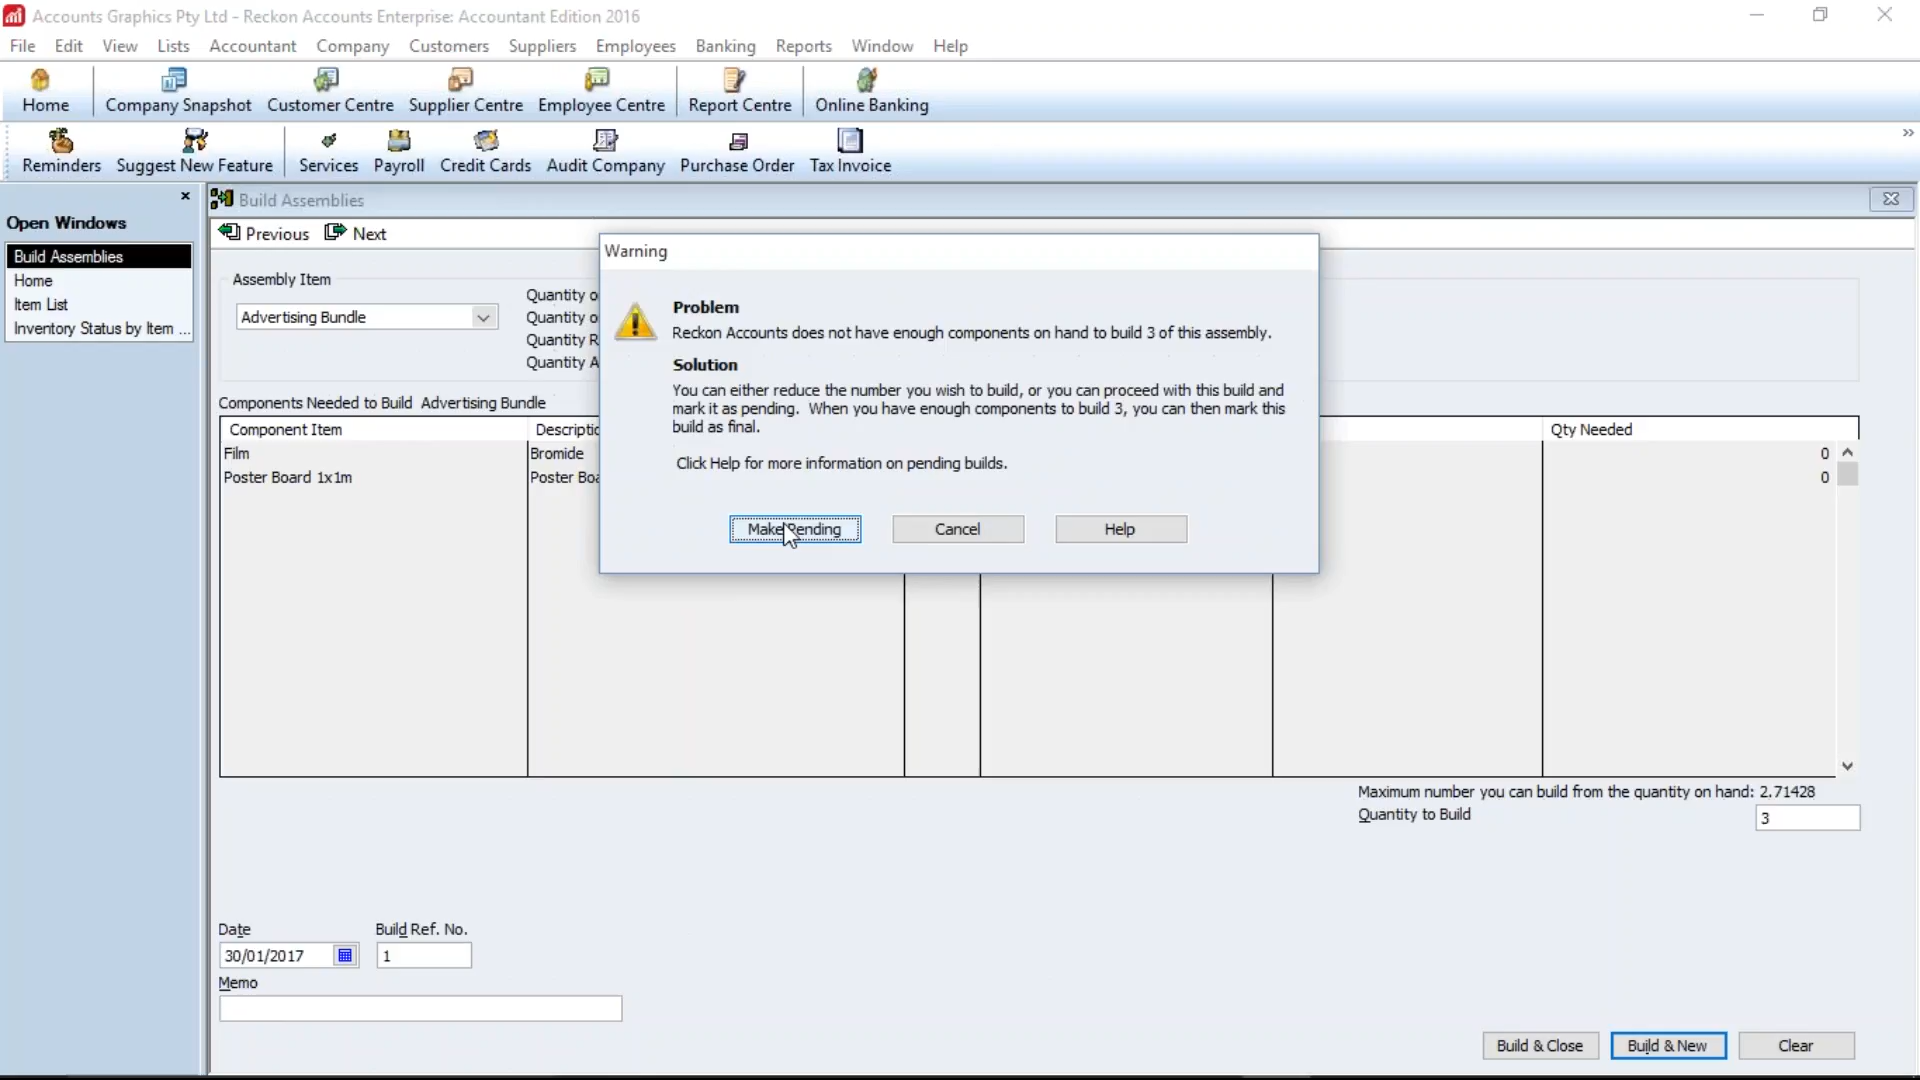 Accounts Graphics Pty Ltd - Reckon Accounts Enterprise: Accountant Edition 2016
File Edit View Lists Accountant Company Customers Suppliers Employees Banking Reports Window Help
Home Company Snapshot Customer Centre Supplier Centre Employee Centre Report Centre Online Banking
Reminders Suggest New Feature Services Payroll Credit Cards Audit Company Purchase Order Tax Invoice
Open Windows
Build Assemblies
Home
Item List
Inventory Status by Item ...
Build Assemblies
Previous Next
Assembly Item
Advertising Bundle
Quantity o
Quantity o
Quantity R
Quantity A
Components Needed to Build Advertising Bundle
Component Item Descriptio Qty Needed
Film Bromide 0
Poster Board 1x1m Poster Boa 0
Warning
Problem
Reckon Accounts does not have enough components on hand to build 3 of this assembly.
Solution
You can either reduce the number you wish to build, or you can proceed with this build and
mark it as pending. When you have enough components to build 3, you can then mark this
build as final.
Click Help for more information on pending builds.
Make Pending Cancel Help
Maximum number you can build from the quantity on hand: 2.71428
Quantity to Build 3
Date Build Ref. No.
30/01/2017 1
Memo
Build & Close Build & New Clear